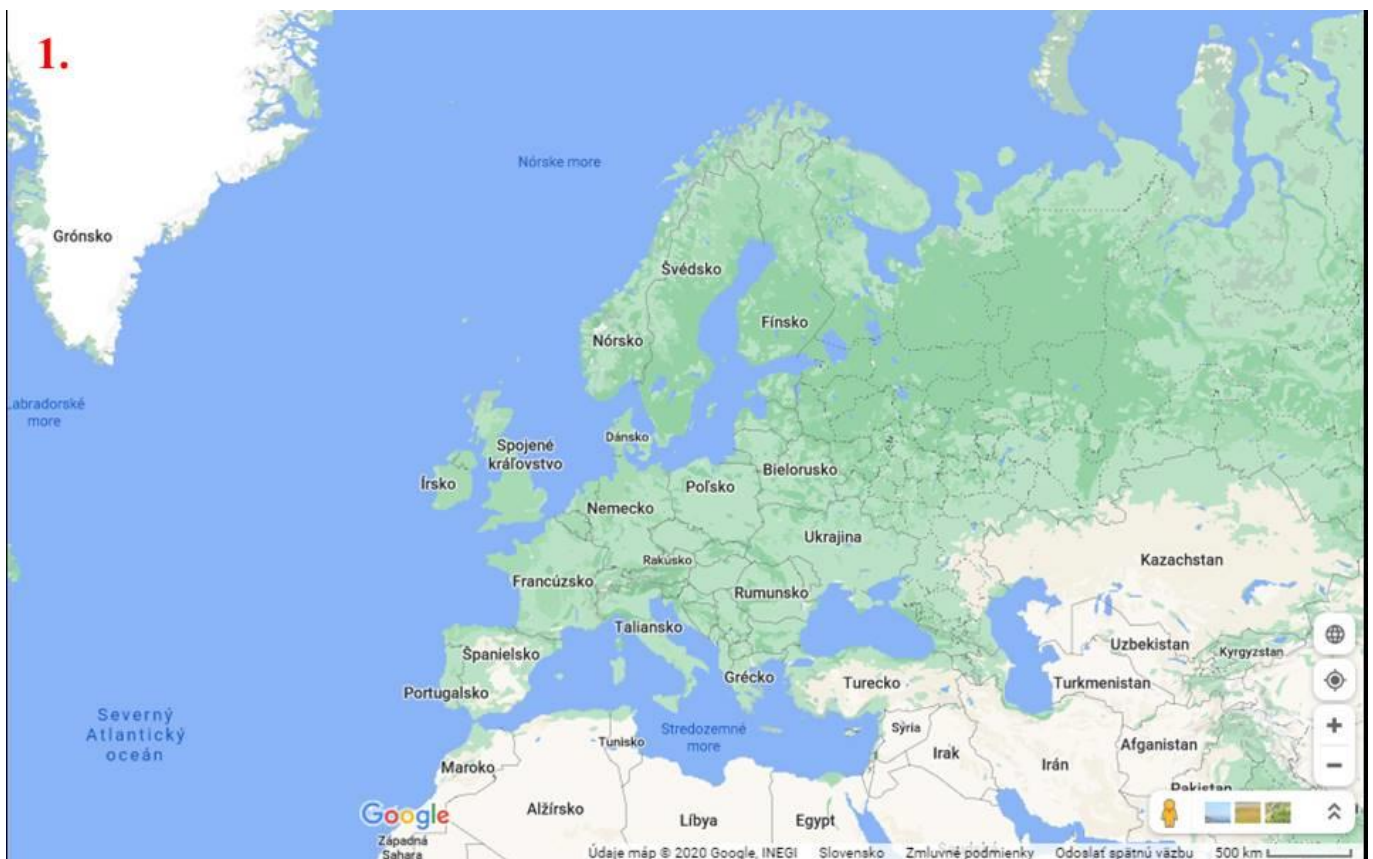 1.
Nórske more
Grónsko
Švédsko
Fínsko
Nórsko
Labradorské
more
Dánsko
Spojené
kráľovstvo
Bielorusko
Írsko
Poľsko
Nemecko
Ukrajina
Rakúsko
Kazachstan
Francúzsko
Rumunsko
Taliansko
Uzbekistan
Kyrgyzstan
Španielsko
Grécko
Turecko
Turkmenistan
Portugalsko
Severný
Atlantický
oceán
Stredozemné
more
Sýria
Tunisko
Irak
Afganistan
Maroko
Irán
Pakistan
Google
Alžírsko
Líbya
Egypt
Západná
Sahara
Údaje máp © 2020 Google, INEGI Slovensko Zmluvné podmienky Odoslať spätnú väzbu 500 km